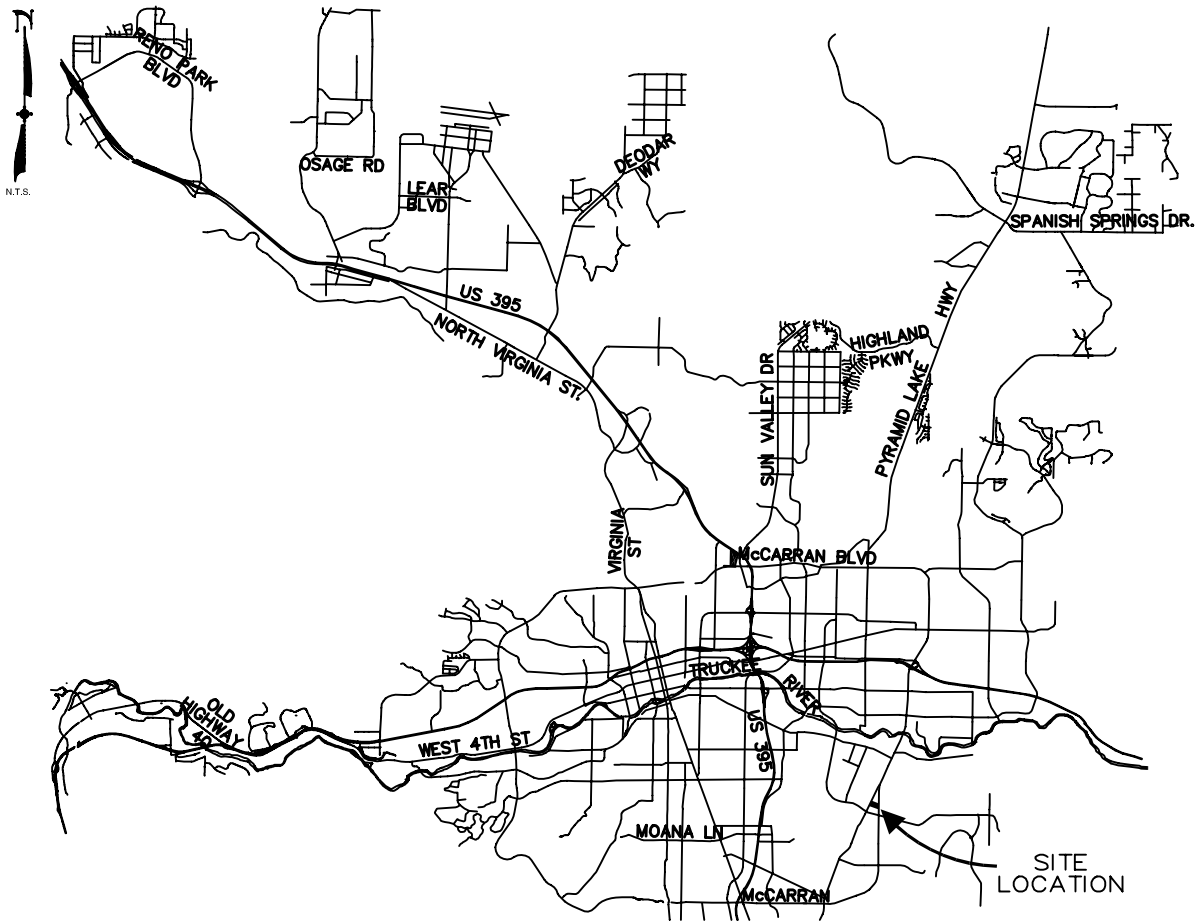 N
N.T.S.
RENO PARK
BLVD
OSAGE RD
LEAR
BLVD
DEODAR
WY
SPANISH SPRINGS DR.
US 395
NORTH VIRGINIA ST.
HIGHLAND
PKWY
SUN VALLEY DR
PYRAMID LAKE
HWY
VIRGINIA
ST
McCARRAN BLVD
TRUCKEE
RIVER
OLD
HIGHWAY
40
WEST 4TH ST
US 395
MOANA LN
McCARRAN
SITE
LOCATION